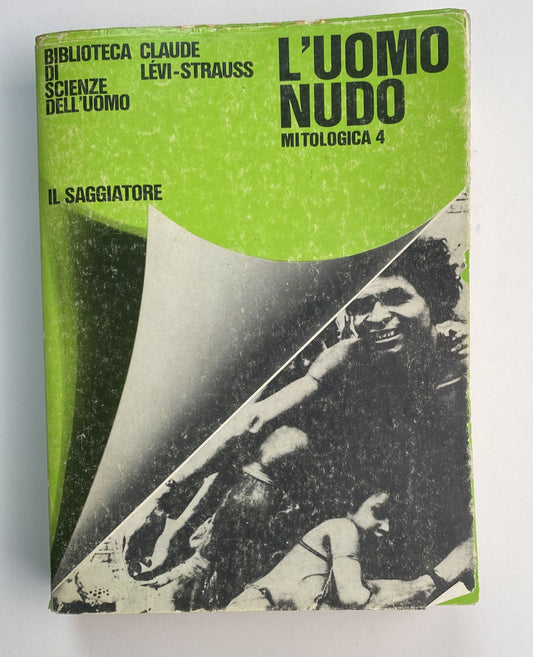 BIBLIOTECA
DI
SCIENZE
DELL'UOMO
CLAUDE
LÉVI-STRAUSS
L'UOMO
NUDO
MITOLOGICA 4
IL SAGGIATORE